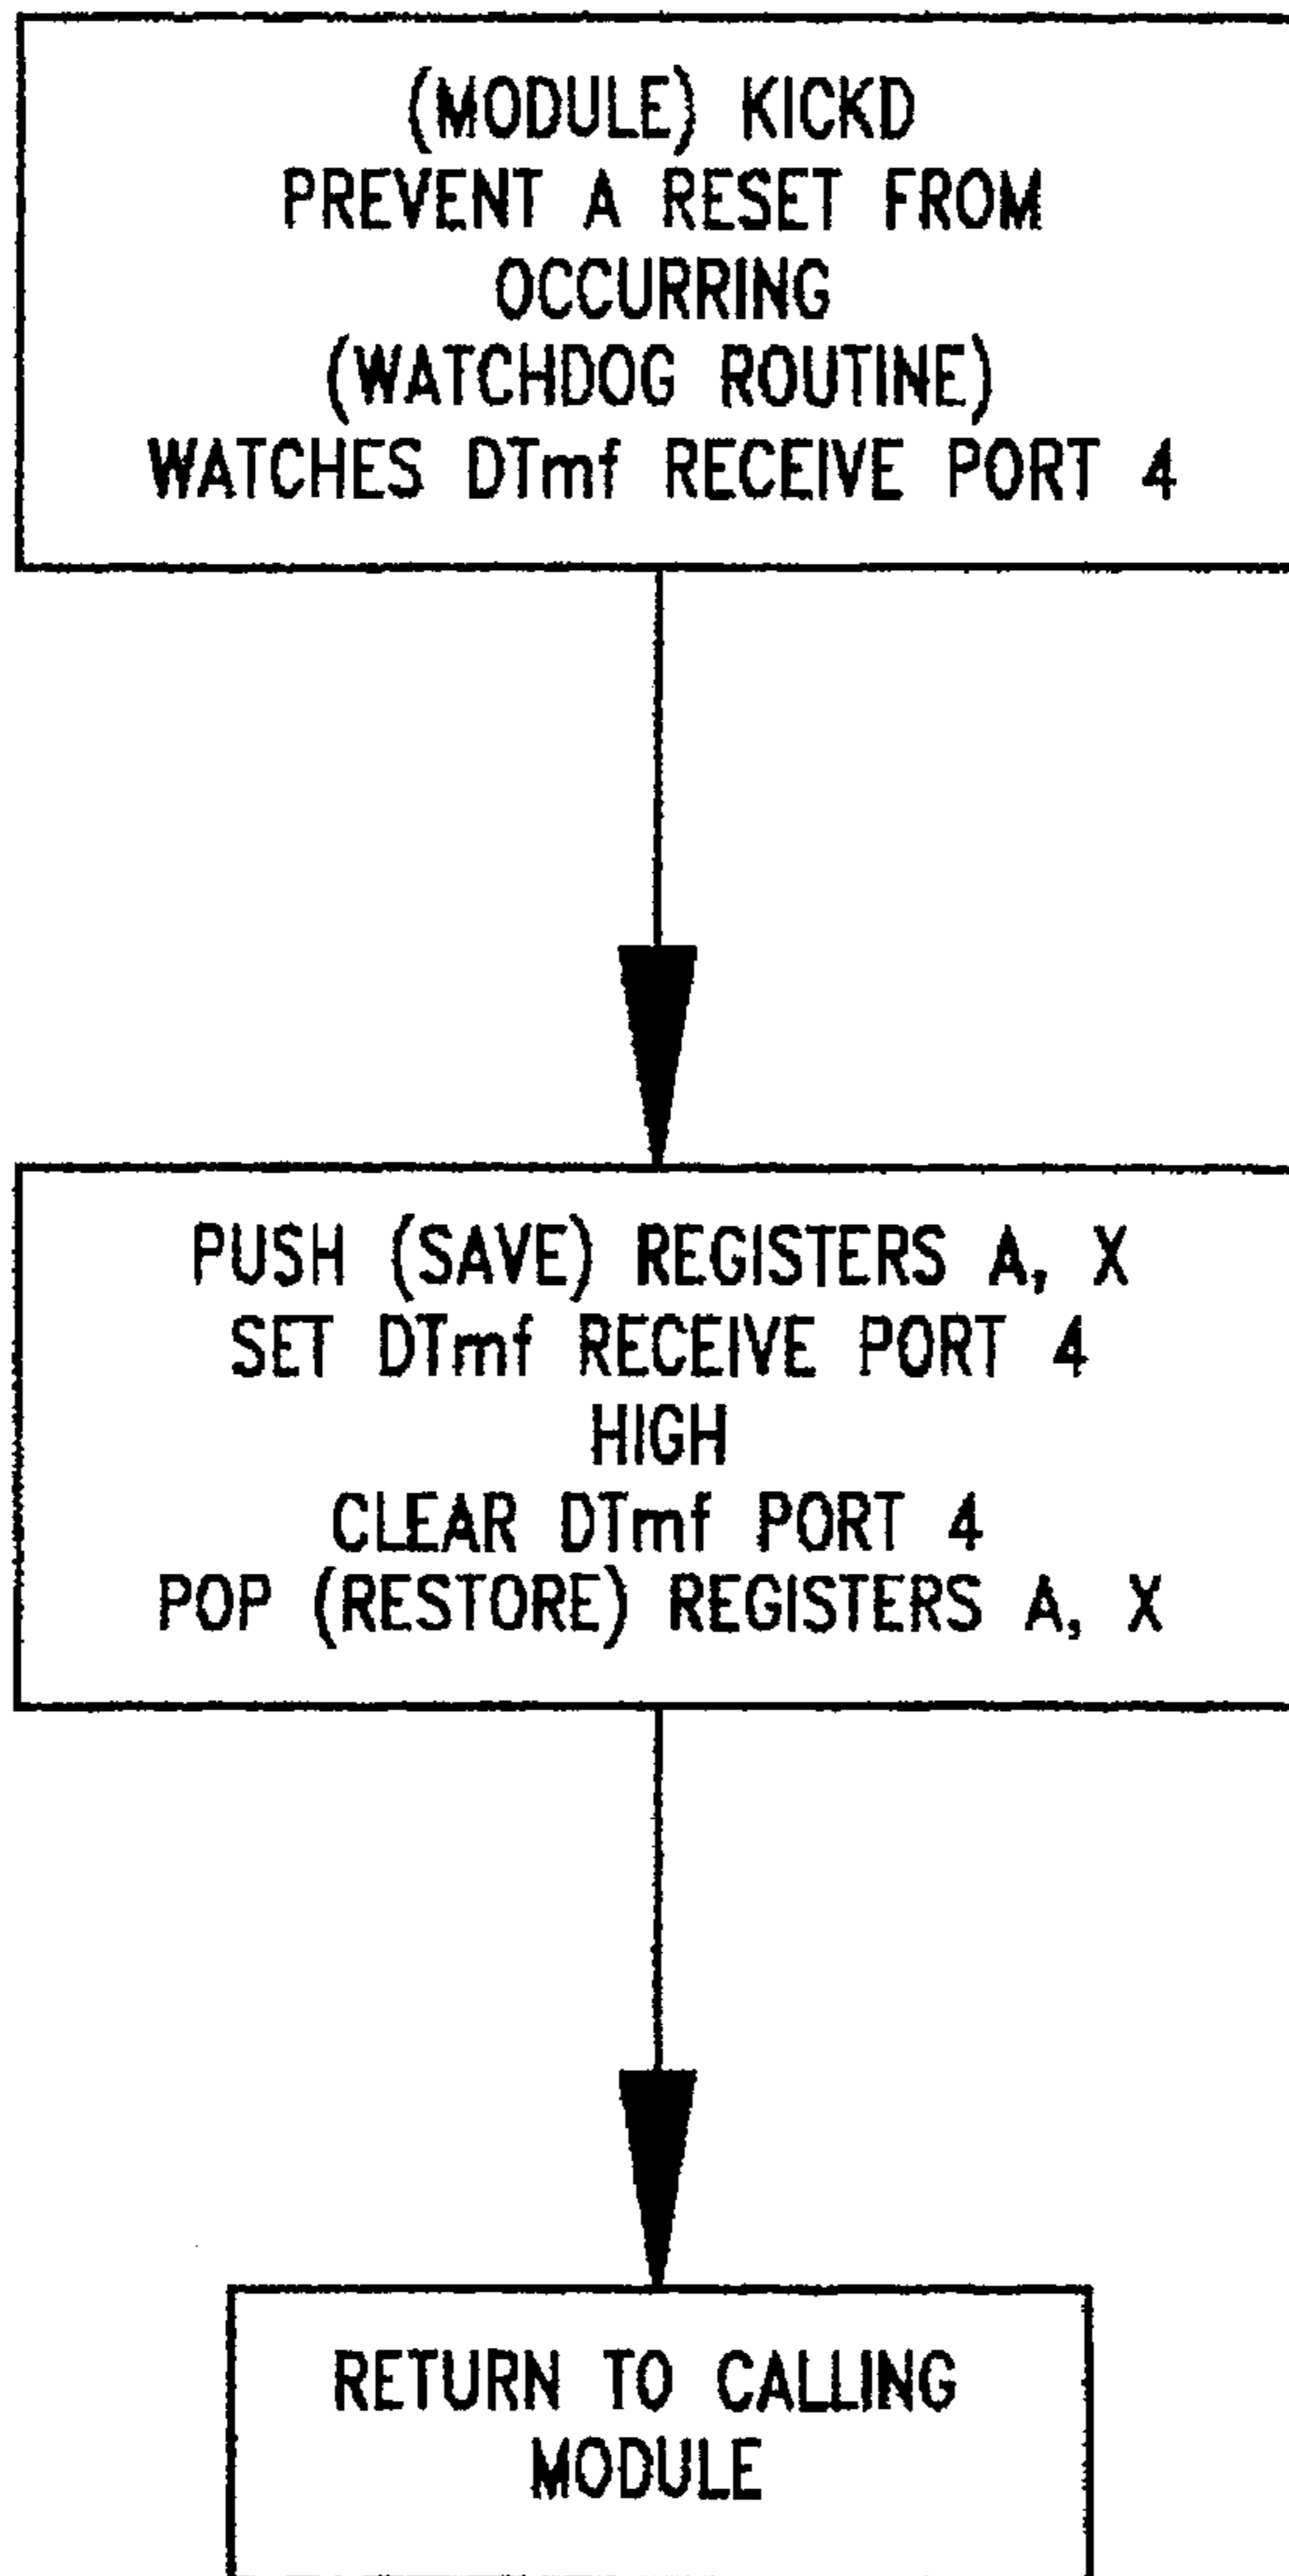 (MODULE) KICKD
PREVENT A RESET FROM
OCCURRING
(WATCHDOG ROUTINE)
WATCHES DTmf RECEIVE PORT 4
PUSH (SAVE) REGISTERS A, X
SET DTmf RECEIVE PORT 4
HIGH
CLEAR DTmf PORT 4
POP (RESTORE) REGISTERS A, X
RETURN TO CALLING
MODULE